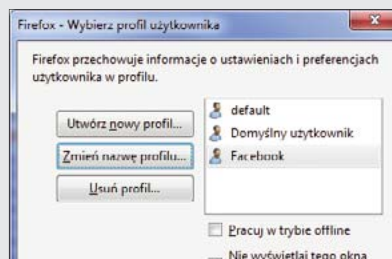 Firefox - Wybierz profil użytkownika
Firefox przechowuje informacje o ustawieniach i preferencjach
użytkownika w profilu.
Utwórz nowy profil...
Zmień nazwę profilu...
Usuń profil...
default
Domyślny użytkownik
Facebook
Pracuj w trybie offline
Nie wyświetlaj tego okna